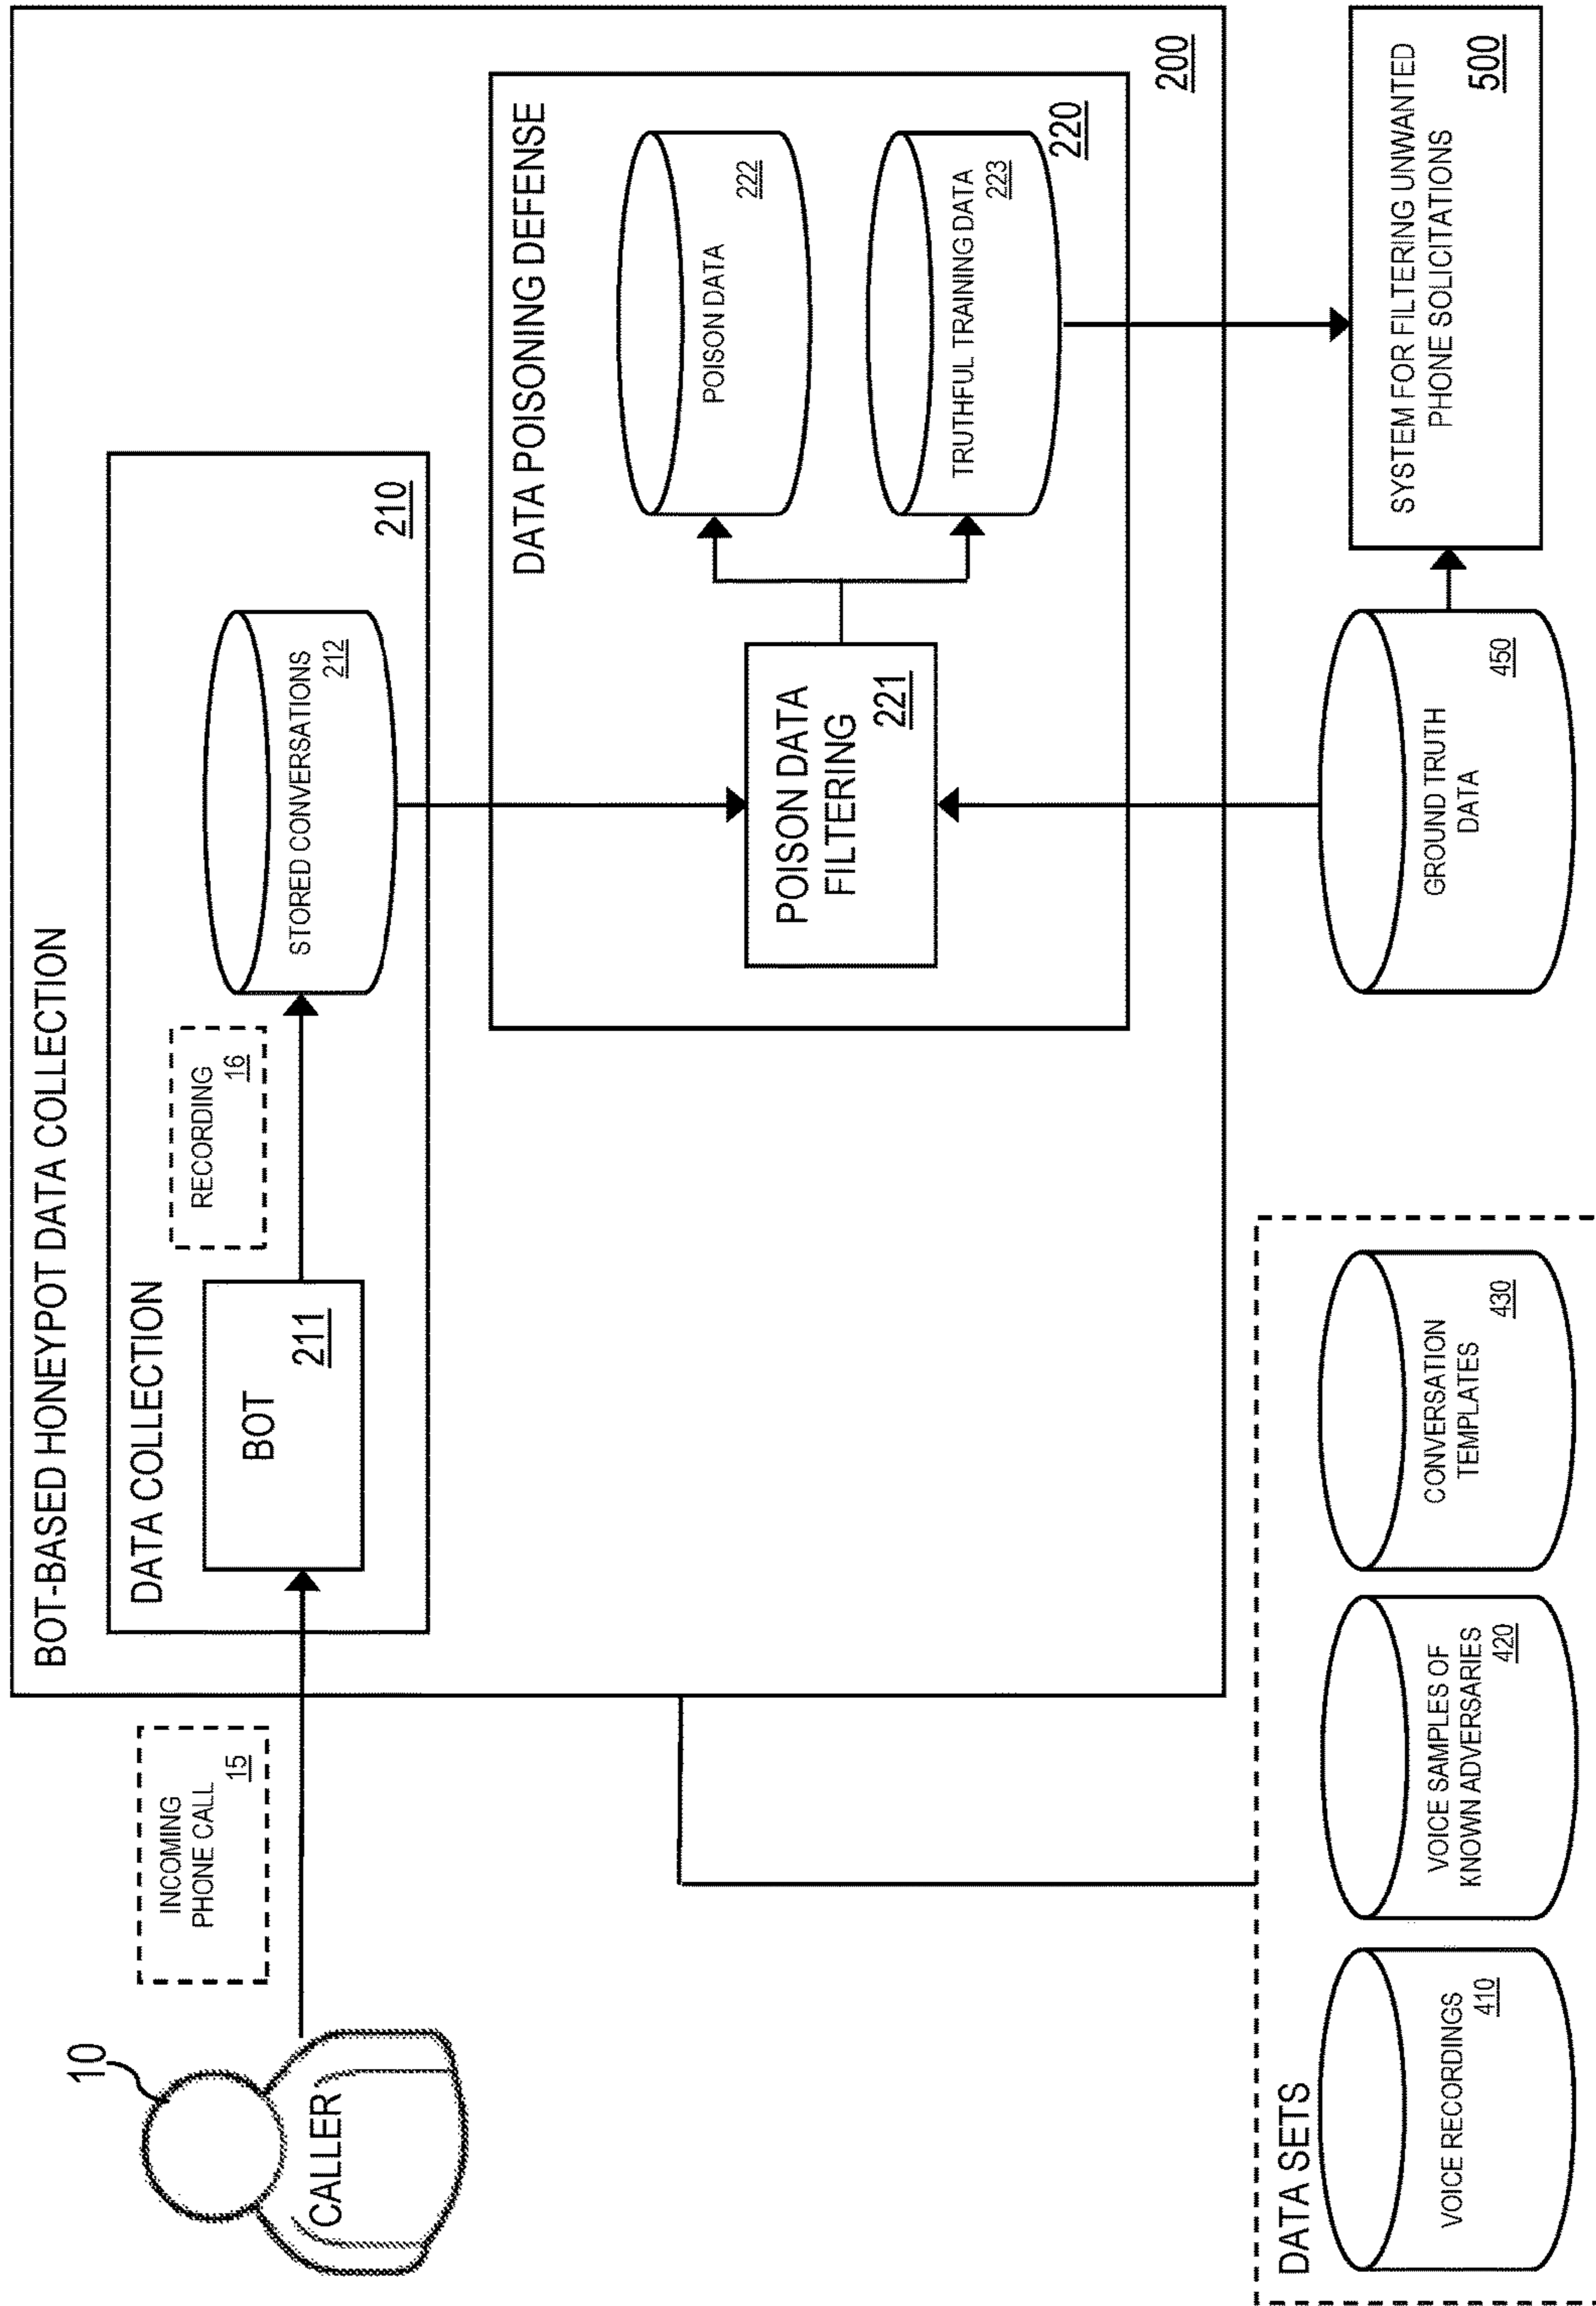 BOT-BASED HONEYPOT DATA COLLECTION
10
CALLER
INCOMING
PHONE CALL
15
DATA COLLECTION
BOT
211
RECORDING
16
STORED CONVERSATIONS
212
210
DATA POISONING DEFENSE
POISON DATA
FILTERING
221
POISON DATA
222
TRUTHFUL TRAINING DATA
223
220
200
DATA SETS
VOICE RECORDINGS
410
VOICE SAMPLES OF
KNOWN ADVERSARIES
420
CONVERSATION
TEMPLATES
430
GROUND TRUTH
DATA
450
SYSTEM FOR FILTERING UNWANTED
PHONE SOLICITATIONS
500